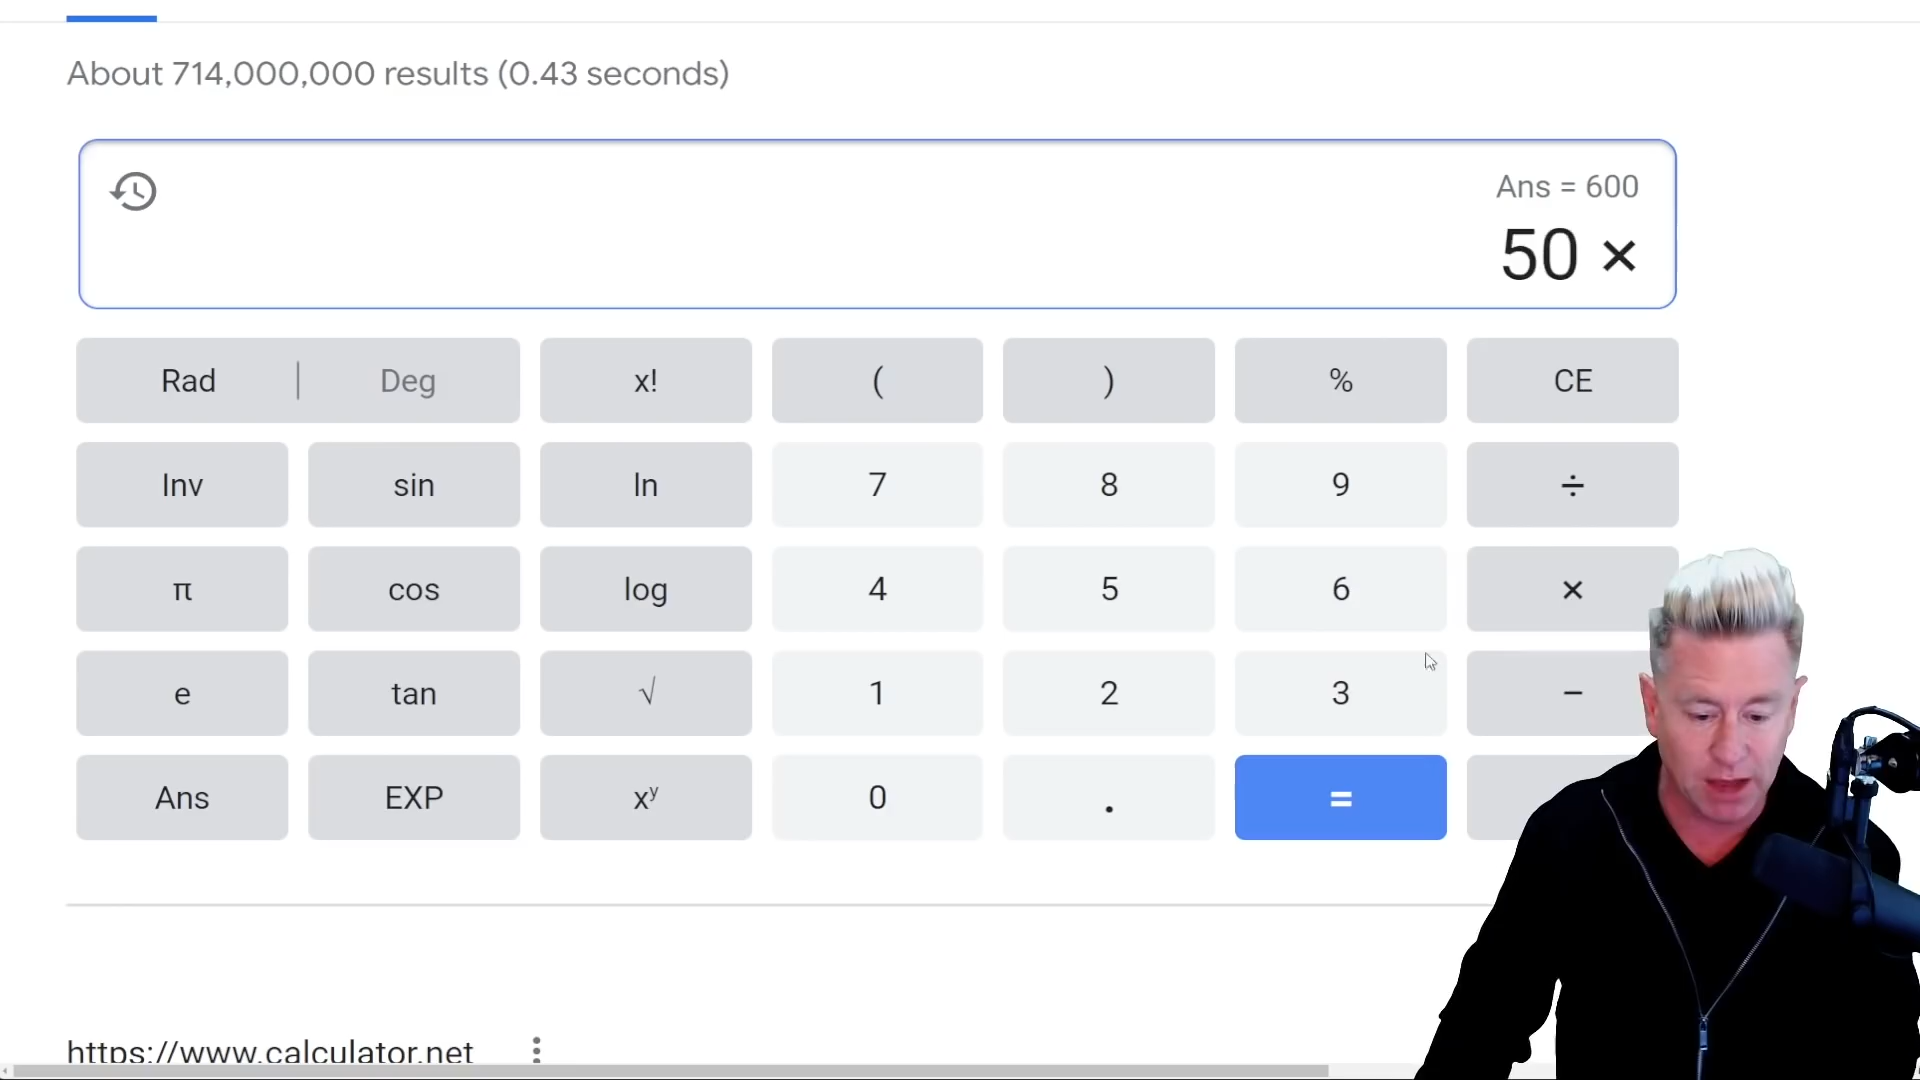 About 714,000,000 results (0.43 seconds)
Ans = 600
50 ×
Rad | Deg x! ( ) % CE
Inv sin ln 7 8 9 ÷
π cos log 4 5 6 ×
e tan √ 1 2 3 −
Ans EXP xʸ 0 . =
https://www.calculator.net